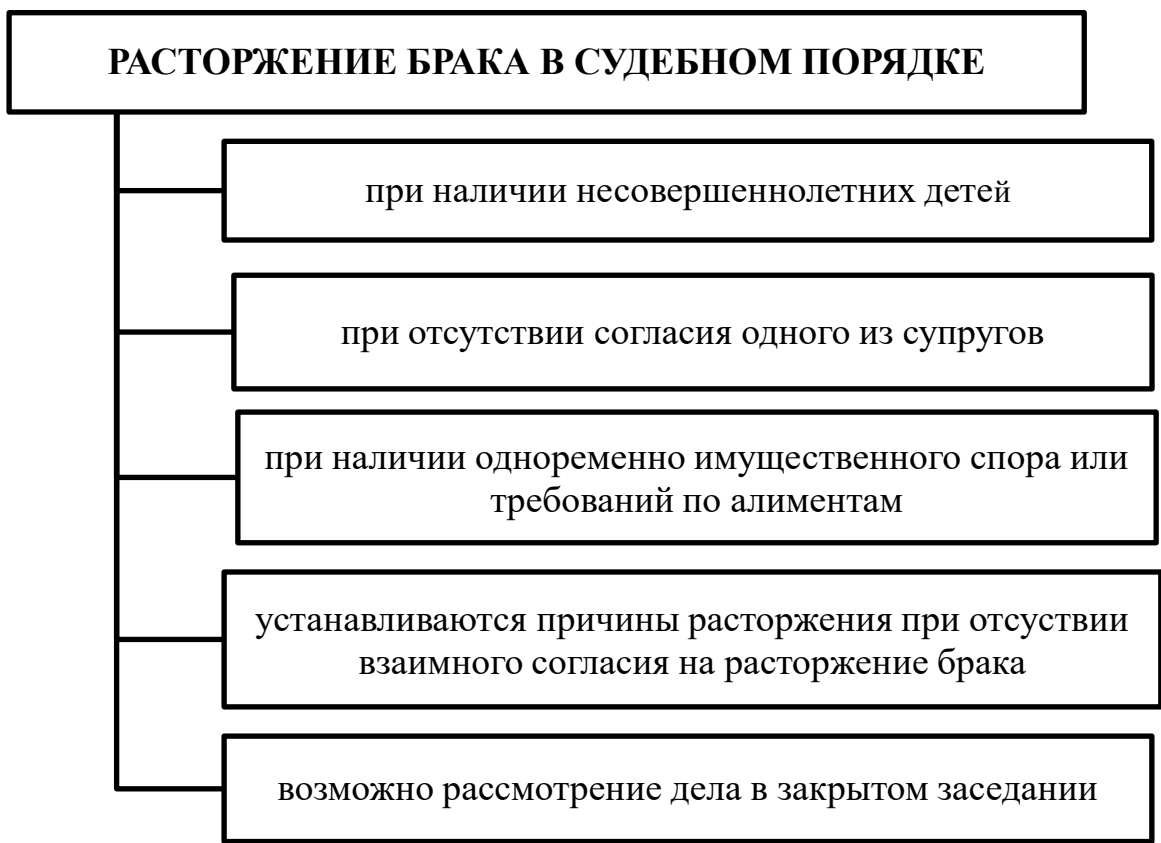 РАСТОРЖЕНИЕ БРАКА В СУДЕБНОМ ПОРЯДКЕ
при наличии несовершеннолетних детей
при отсутствии согласия одного из супругов
при наличии одноременно имущественного спора или
требований по алиментам
устанавливаются причины расторжения при отсуствии
взаимного согласия на расторжение брака
возможно рассмотрение дела в закрытом заседании